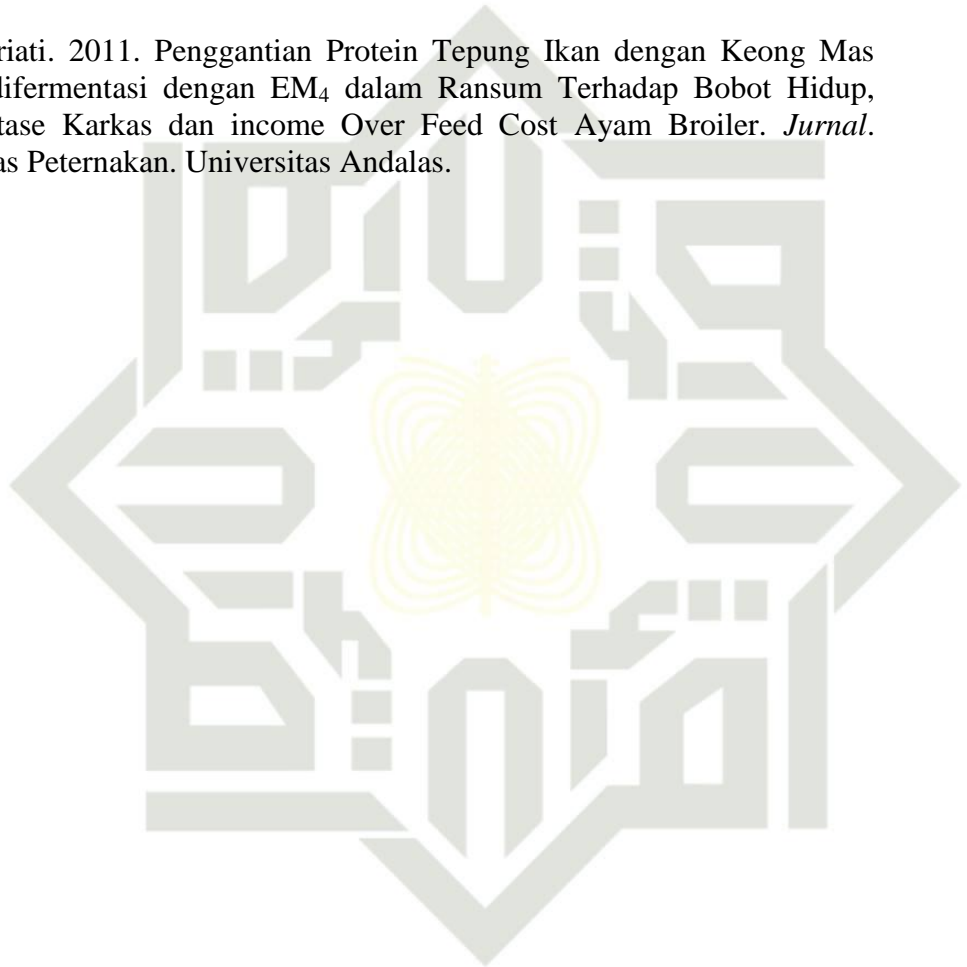 riati. 2011. Penggantian Protein Tepung Ikan dengan Keong Mas
difermentasi dengan EM₄ dalam Ransum Terhadap Bobot Hidup,
tase Karkas dan income Over Feed Cost Ayam Broiler. Jurnal.
as Peternakan. Universitas Andalas.